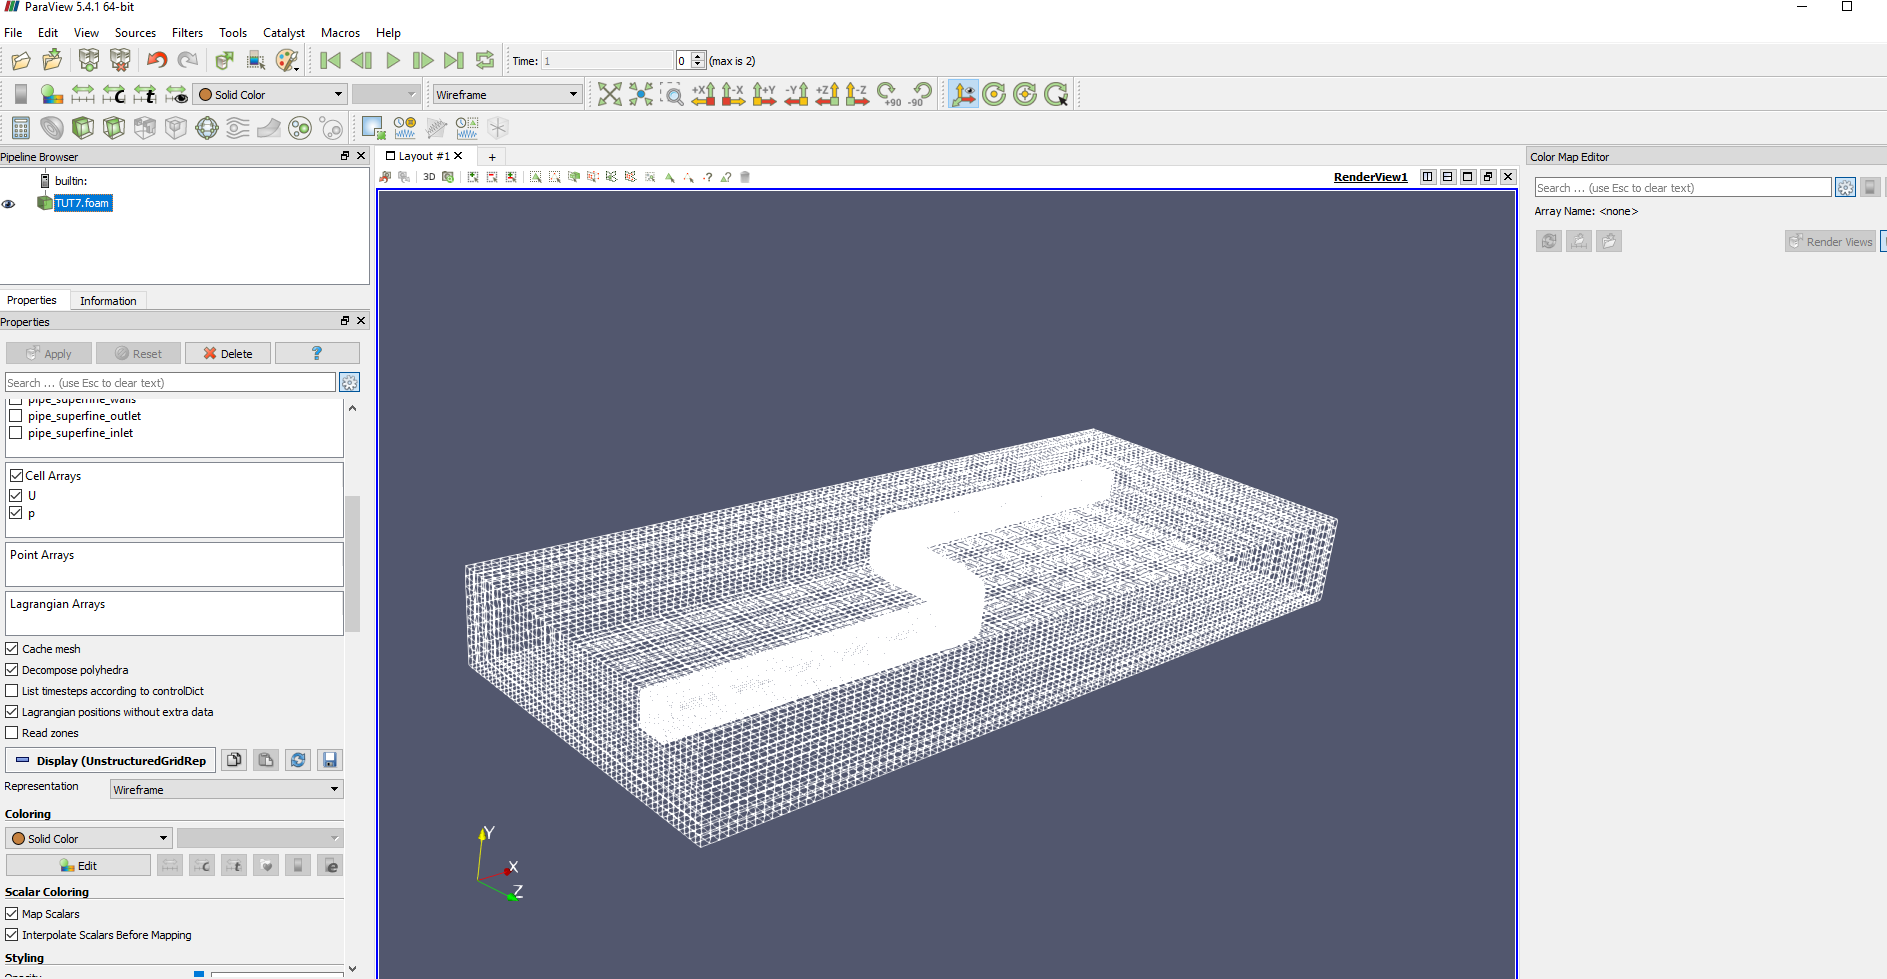 ParaView 5.4.1 64-bit
File Edit View Sources Filters Tools Catalyst Macros Help
Time: 1 0 (max is 2)
Solid Color Wireframe
+X -X +Y -Y +Z -Z +90 -90
Pipeline Browser
builtin:
TUT7.foam
Properties Information
Properties
Apply Reset Delete ?
Search ... (use Esc to clear text)
pipe_superfine_walls
pipe_superfine_outlet
pipe_superfine_inlet
Cell Arrays
U
p
Point Arrays
Lagrangian Arrays
Cache mesh
Decompose polyhedra
List timesteps according to controlDict
Lagrangian positions without extra data
Read zones
Display (UnstructuredGridRep
Representation Wireframe
Coloring
Solid Color
Edit
Scalar Coloring
Map Scalars
Interpolate Scalars Before Mapping
Styling
Opacity
Layout #1 +
3D RenderView1
Y
X
Z
Color Map Editor
Search ... (use Esc to clear text)
Array Name: <none>
Render Views